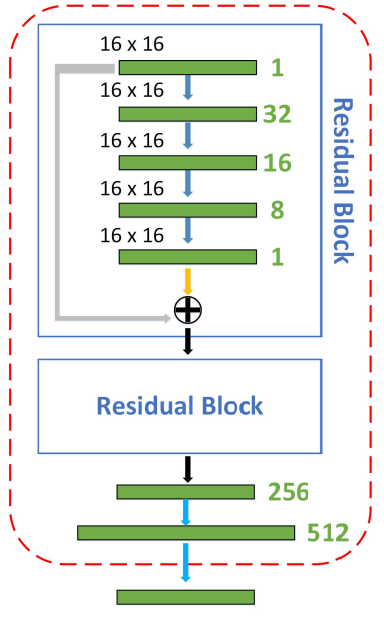 16 x 16
1
16 x 16
32
16 x 16
16
16 x 16
8
16 x 16
1
Residual Block
Residual Block
256
512